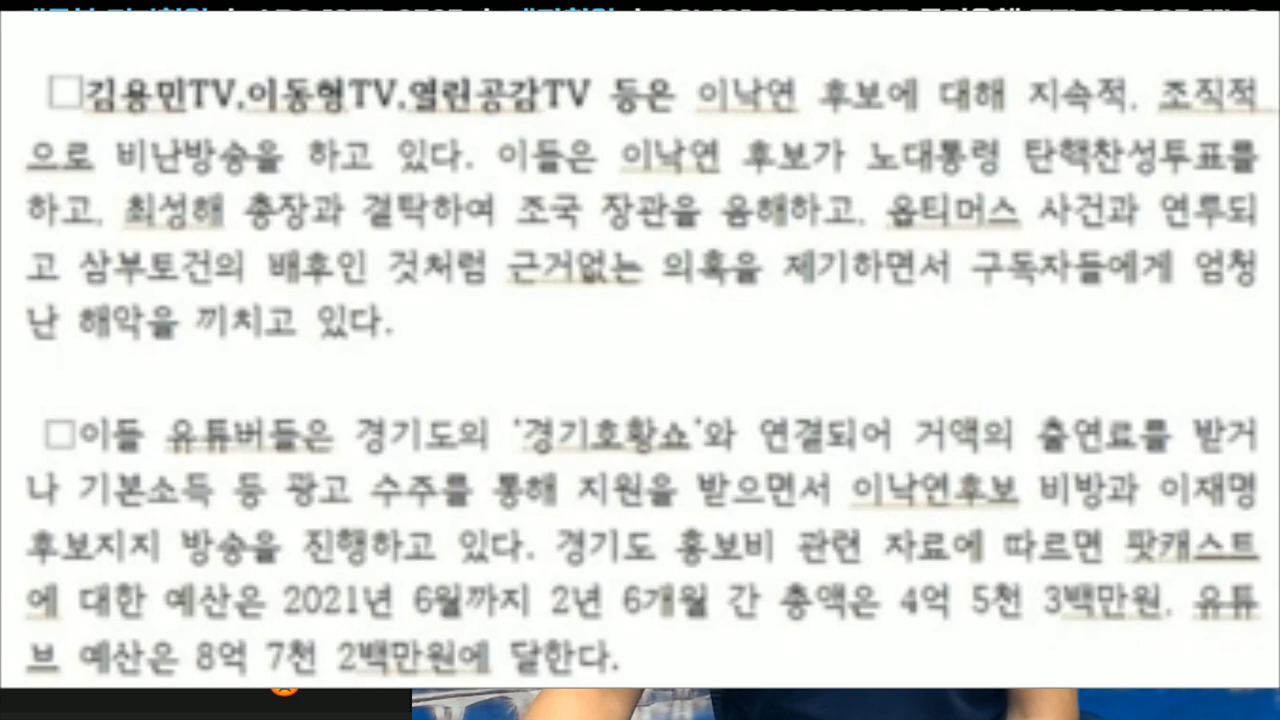 □김용민TV,이동형TV,열린공감TV 등은 이낙연 후보에 대해 지속적, 조직적
으로 비난방송을 하고 있다. 이들은 이낙연 후보가 노대통령 탄핵찬성투표를
하고, 최성해 총장과 결탁하여 조국 장관을 음해하고, 옵티머스 사건과 연루되
고 삼부토건의 배후인 것처럼 근거없는 의혹을 제기하면서 구독자들에게 엄청
난 해악을 끼치고 있다.
□이들 유튜버들은 경기도의 '경기호황쇼'와 연결되어 거액의 출연료를 받거
나 기본소득 등 광고 수주를 통해 지원을 받으면서 이낙연후보 비방과 이재명
후보지지 방송을 진행하고 있다. 경기도 홍보비 관련 자료에 따르면 팟캐스트
에 대한 예산은 2021년 6월까지 2년 6개월 간 총액은 4억 5천 3백만원, 유튜
브 예산은 8억 7천 2백만원에 달한다.